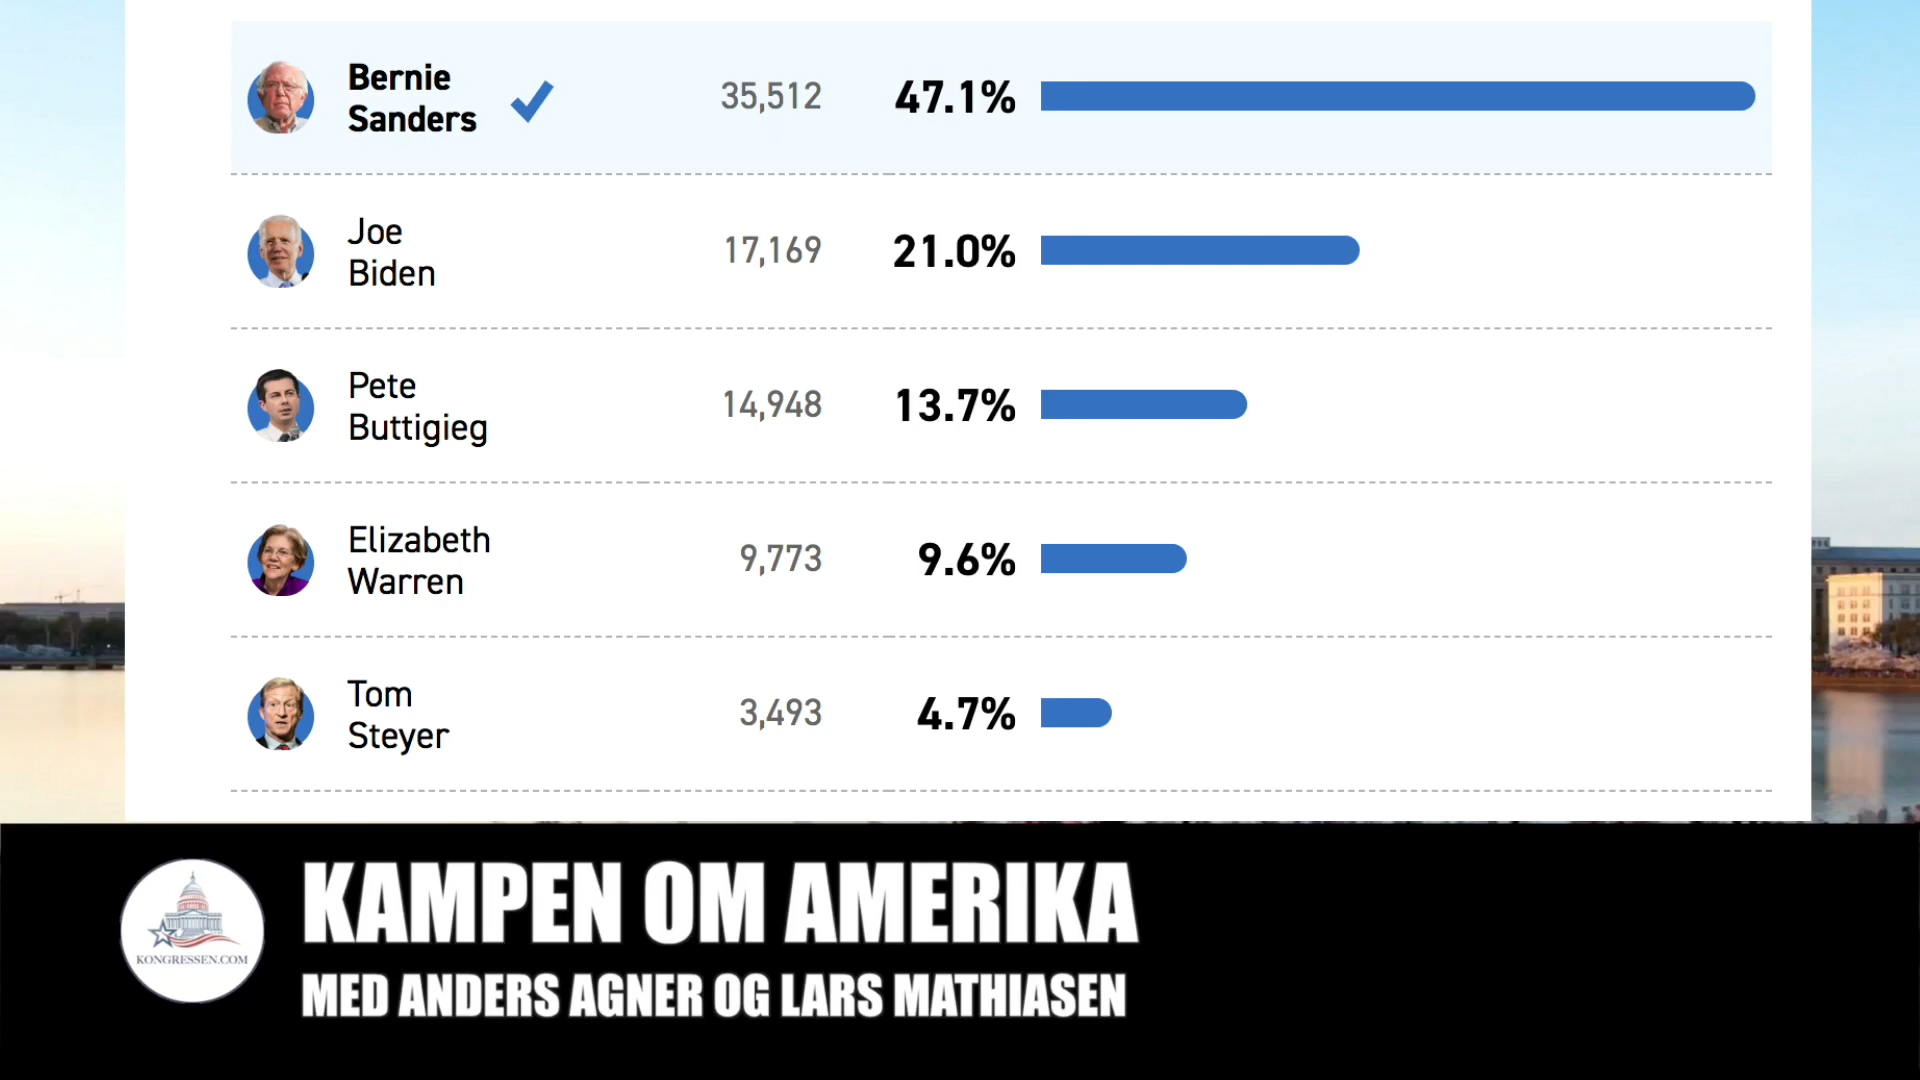 Bernie
Sanders
35,512
47.1%
Joe
Biden
17,169
21.0%
Pete
Buttigieg
14,948
13.7%
Elizabeth
Warren
9,773
9.6%
Tom
Steyer
3,493
4.7%
KAMPEN OM AMERIKA
MED ANDERS AGNER OG LARS MATHIASEN
KONGRESSEN.COM